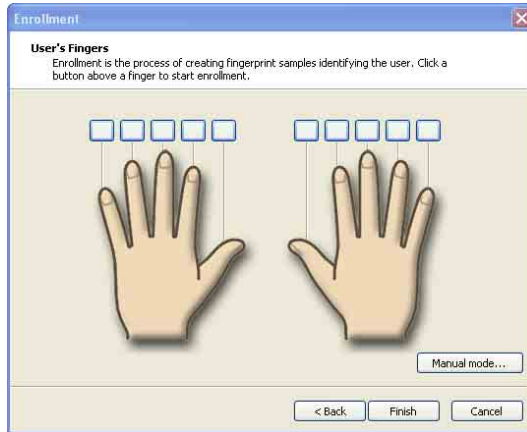 Enrollment
User's Fingers
Enrollment is the process of creating fingerprint samples identifying the user. Click a
button above a finger to start enrollment.
Manual mode...
< Back
Finish
Cancel